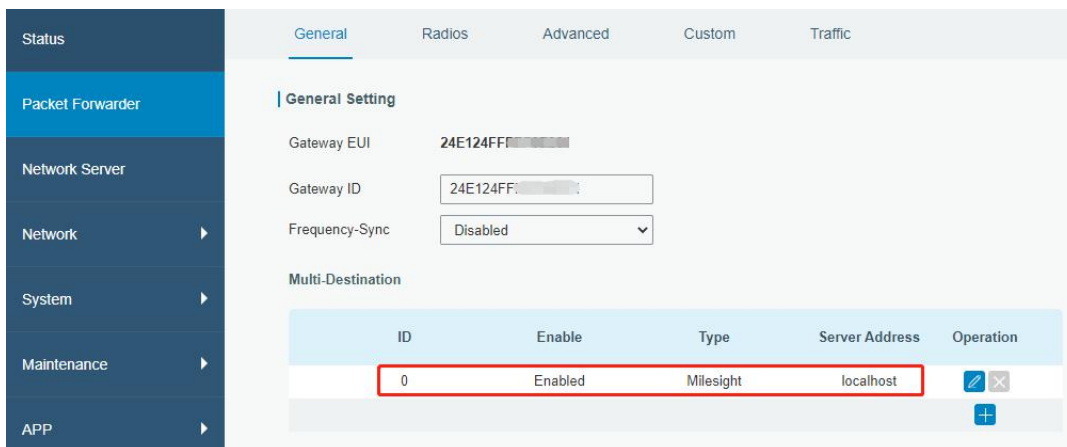 Status
Packet Forwarder
Network Server
Network
System
Maintenance
APP
General Radios Advanced Custom Traffic
General Setting
Gateway EUI 24E124FF
Gateway ID 24E124FF
Frequency-Sync Disabled
Multi-Destination
ID Enable Type Server Address Operation
0 Enabled Milesight localhost